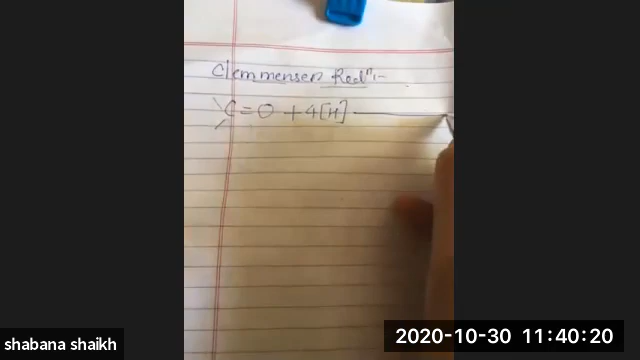 Clemmensen Redⁿ:-
C=O + 4[H]
shabana shaikh
2020-10-30 11:40:20